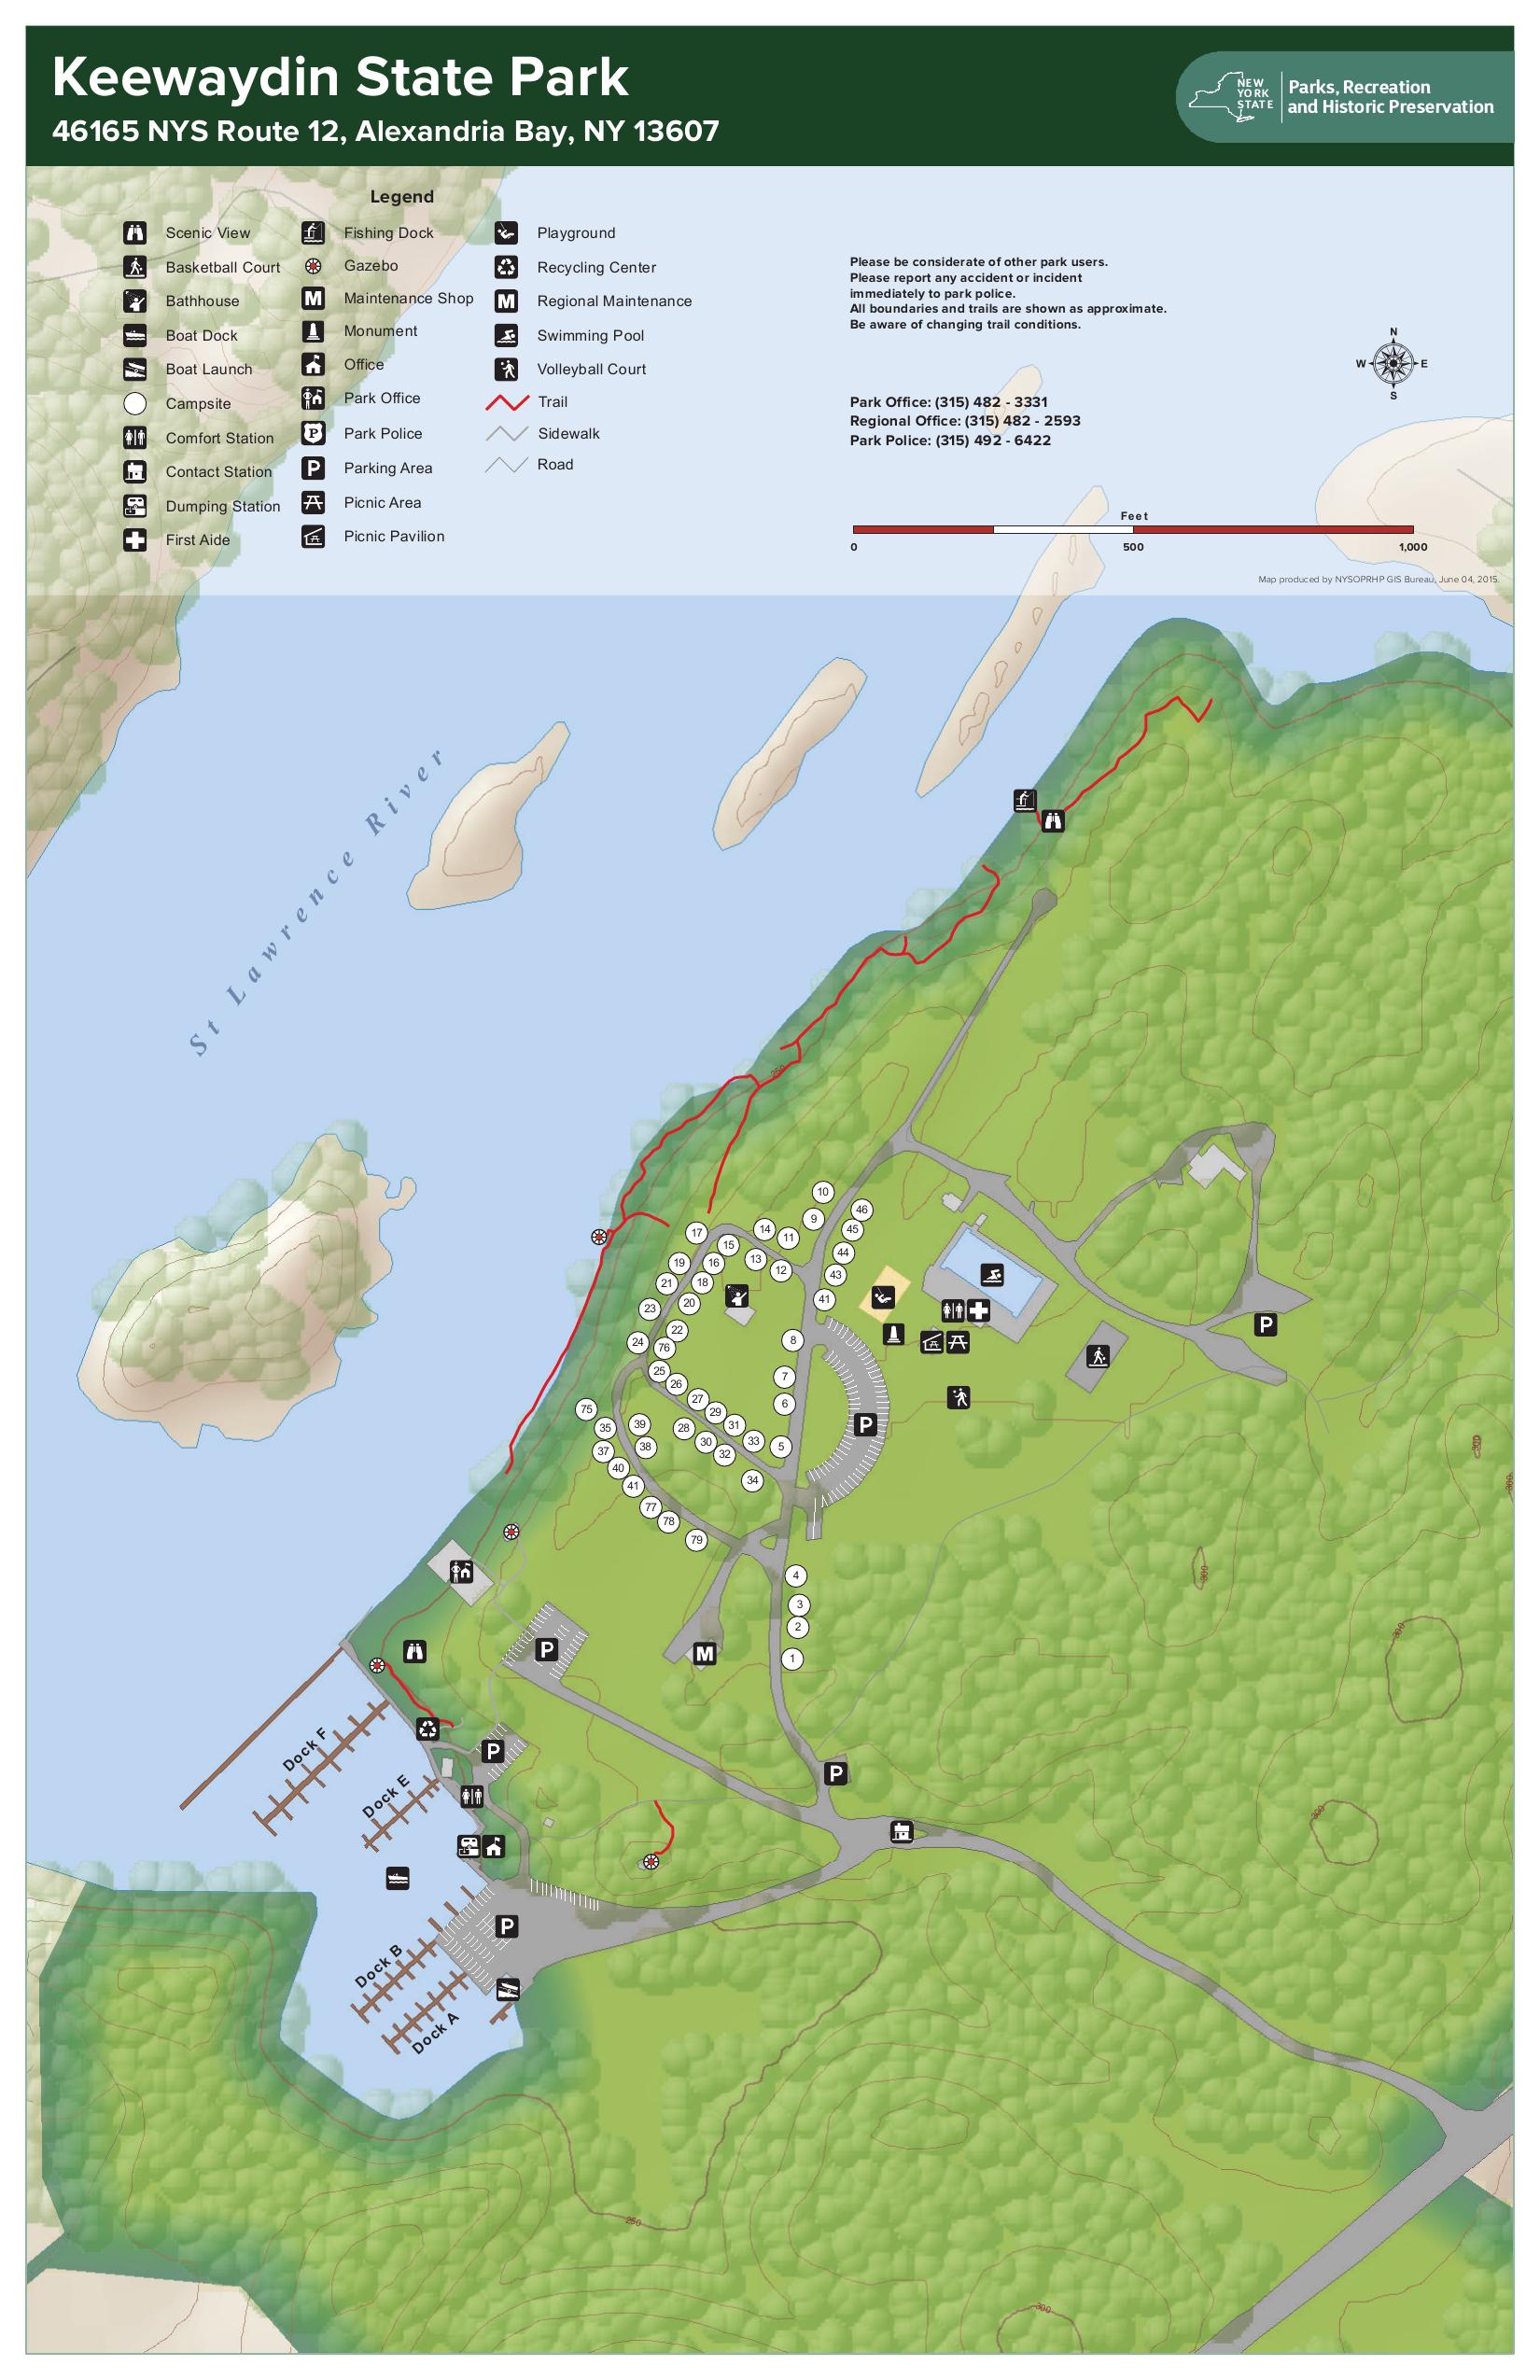 Keewaydin State Park
46165 NYS Route 12, Alexandria Bay, NY 13607
NEW
YORK
STATE
Parks, Recreation
and Historic Preservation
Legend
Scenic View
Basketball Court
Bathhouse
Boat Dock
Boat Launch
Campsite
Comfort Station
Contact Station
Dumping Station
First Aide
Fishing Dock
Gazebo
M Maintenance Shop
Monument
Office
Park Office
P Park Police
P Parking Area
Picnic Area
Picnic Pavilion
Playground
Recycling Center
M Regional Maintenance
Swimming Pool
Volleyball Court
Trail
Sidewalk
Road
Please be considerate of other park users.
Please report any accident or incident
immediately to park police.
All boundaries and trails are shown as approximate.
Be aware of changing trail conditions.
Park Office: (315) 482 - 3331
Regional Office: (315) 482 - 2593
Park Police: (315) 492 - 6422
N
W
E
S
Feet
0
500
1,000
Map produced by NYSOPRHP GIS Bureau, June 04, 2015.
St Lawrence River
250
10
46
9
45
14
11
17
15
44
13
16
19
12
43
18
21
41
20
23
22
8
24
76
P
25
7
26
27
6
75
29
39
31
P
35
28
33
30
38
5
37
32
40
34
41
77
78
79
300
300
300
4
3
2
1
300
P
M
Dock F
P
P
Dock E
300
P
Dock B
Dock A
250
300